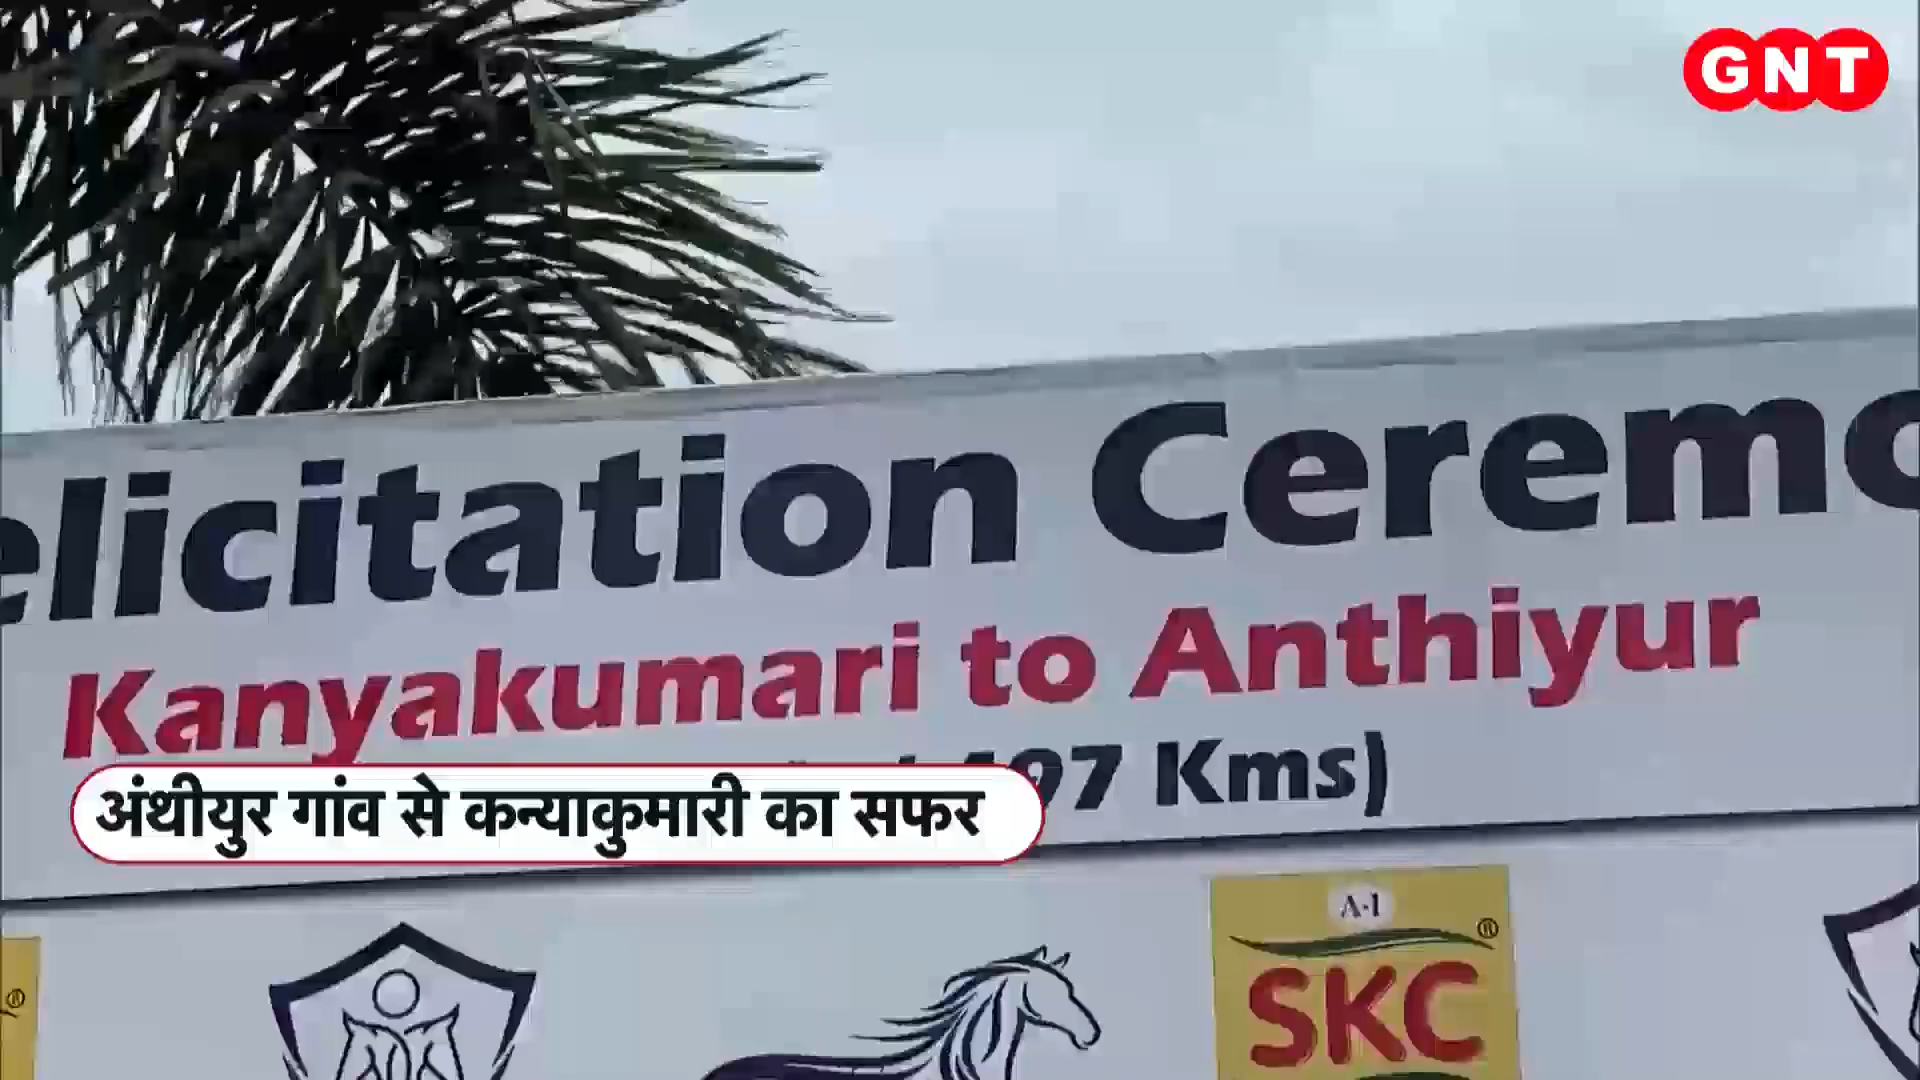 GNT
elicitation Ceremo
Kanyakumari to Anthiyur
97 Kms)
अंथीयुर गांव से कन्याकुमारी का सफर
A-1
®
®
SKC